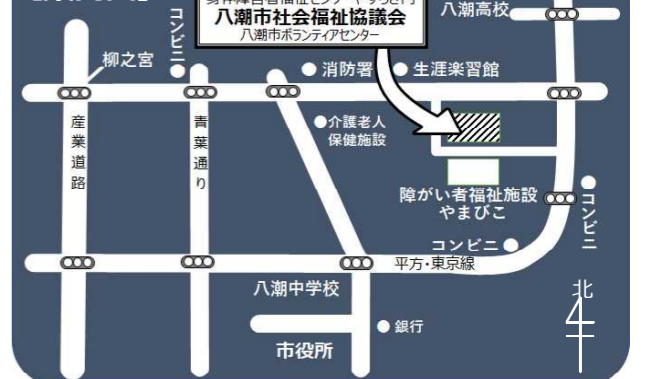 八潮市社会福祉協議会
八潮市ボランティアセンター
八潮高校
コンビニ
柳之宮
消防署
生涯楽習館
産業道路
青葉通り
介護老人
保健施設
障がい者福祉施設
やまびこ
コンビニ
コンビニ
平方・東京線
八潮中学校
北
銀行
市役所